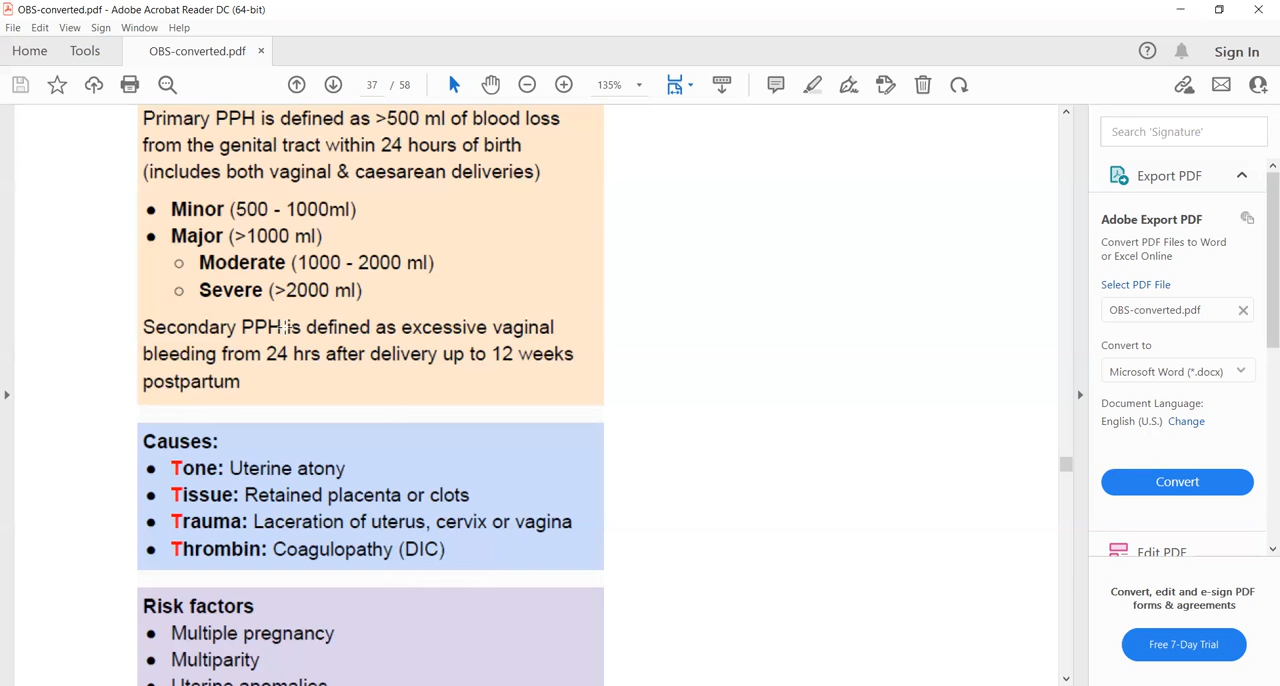 OBS-converted.pdf - Adobe Acrobat Reader DC (64-bit)
File Edit View Sign Window Help
Home Tools OBS-converted.pdf × Sign In
37 / 58 135%
Primary PPH is defined as >500 ml of blood loss
from the genital tract within 24 hours of birth
(includes both vaginal & caesarean deliveries)
● Minor (500 - 1000ml)
● Major (>1000 ml)
○ Moderate (1000 - 2000 ml)
○ Severe (>2000 ml)
Secondary PPH is defined as excessive vaginal
bleeding from 24 hrs after delivery up to 12 weeks
postpartum
Causes:
● Tone: Uterine atony
● Tissue: Retained placenta or clots
● Trauma: Laceration of uterus, cervix or vagina
● Thrombin: Coagulopathy (DIC)
Risk factors
● Multiple pregnancy
● Multiparity
● Uterine anomalies
Search 'Signature'
Export PDF
Adobe Export PDF
Convert PDF Files to Word
or Excel Online
Select PDF File
OBS-converted.pdf
Convert to
Microsoft Word (*.docx)
Document Language:
English (U.S.) Change
Convert
Edit PDF
Convert, edit and e-sign PDF
forms & agreements
Free 7-Day Trial